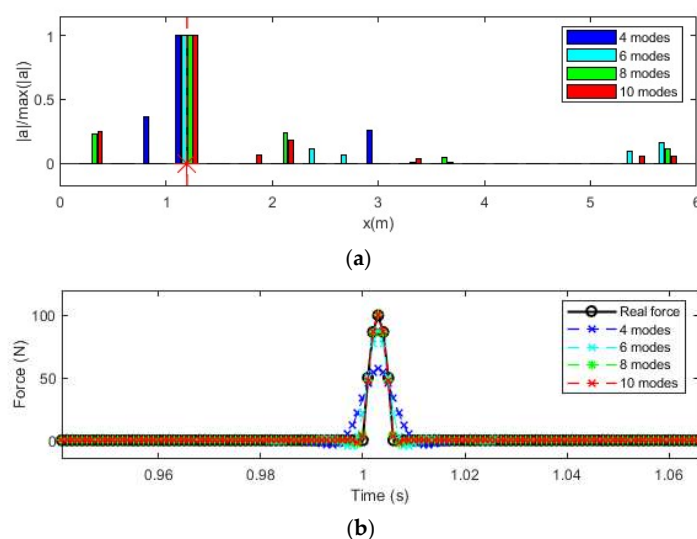 |a|/max(|a|)
1
0.5
0
4 modes
6 modes
8 modes
10 modes
0 1 2 3 4 5 6
x(m)
(a)
Force (N)
100
50
0
Real force
4 modes
6 modes
8 modes
10 modes
0.96 0.98 1 1.02 1.04 1.06
Time (s)
(b)